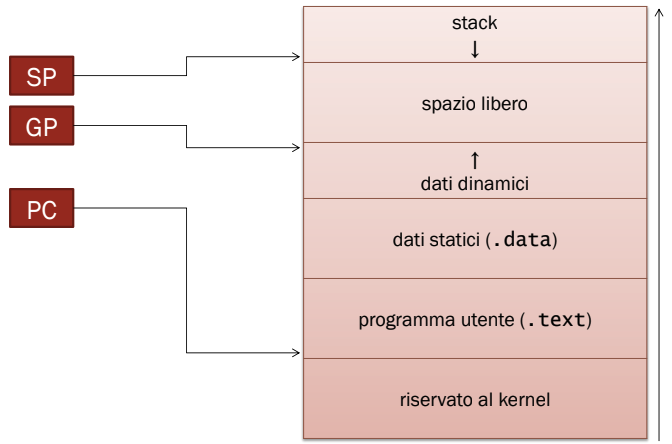 stack
↓
SP
spazio libero
GP
↑
dati dinamici
PC
dati statici (.data)
programma utente (.text)
riservato al kernel